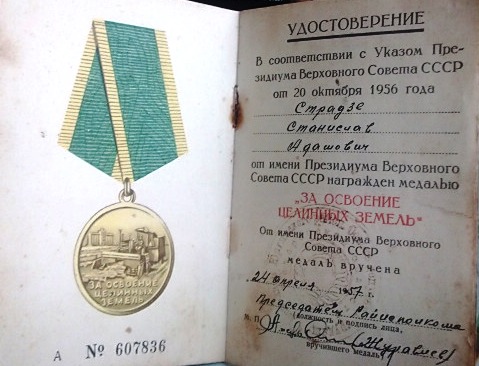 ЗА ОСВОЕНИЕ
ЦЕЛИННЫХ
ЗЕМЕЛЬ
А № 607836
УДОСТОВЕРЕНИЕ
В соответствии с Указом Пре-
зидиума Верховного Совета СССР
от 20 октября 1956 года
Страдзе
Станислав
Адашович
от имени Президиума Верховного
Совета СССР награжден медалью
„ЗА ОСВОЕНИЕ
ЦЕЛИННЫХ ЗЕМЕЛЬ"
От имени Президиума Верховного
Совета СССР
медаль вручена
24 апреля 1957 г.
Председатель Райисполкома
М. П. (должность и подпись лица,
вручившего медаль)